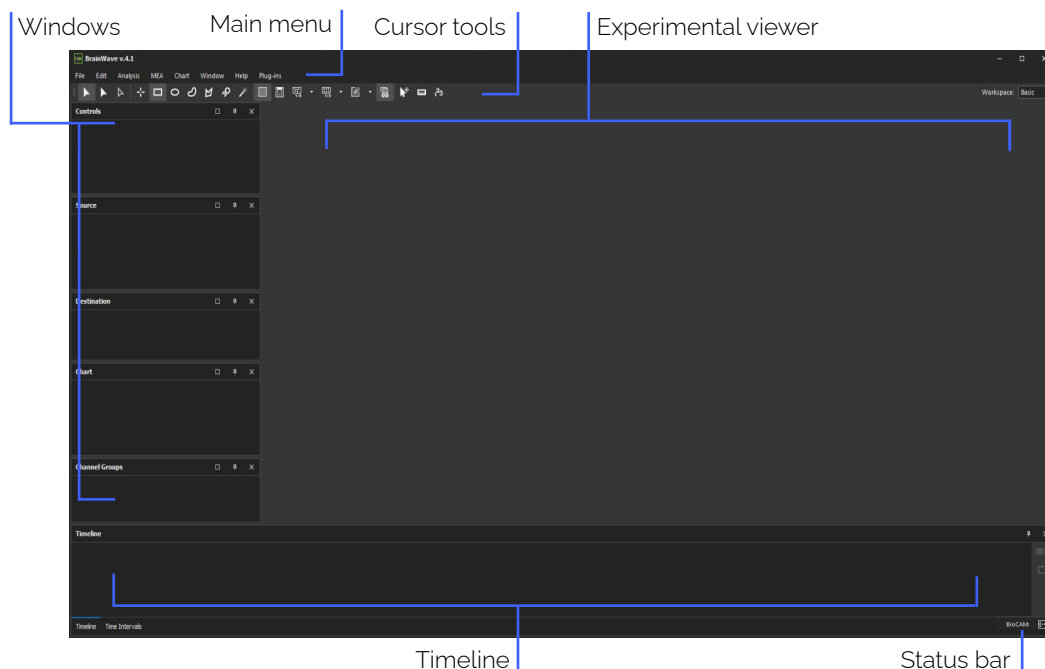 Windows
Main menu
Cursor tools
Experimental viewer
BrainWave v.4.1
File Edit Analysis MEA Chart Window Help Plug-ins
Workspace: Basic
Controls
Source
Destination
Chart
Channel Groups
Timeline
Timeline Time Intervals
BioCAM:
Timeline
Status bar